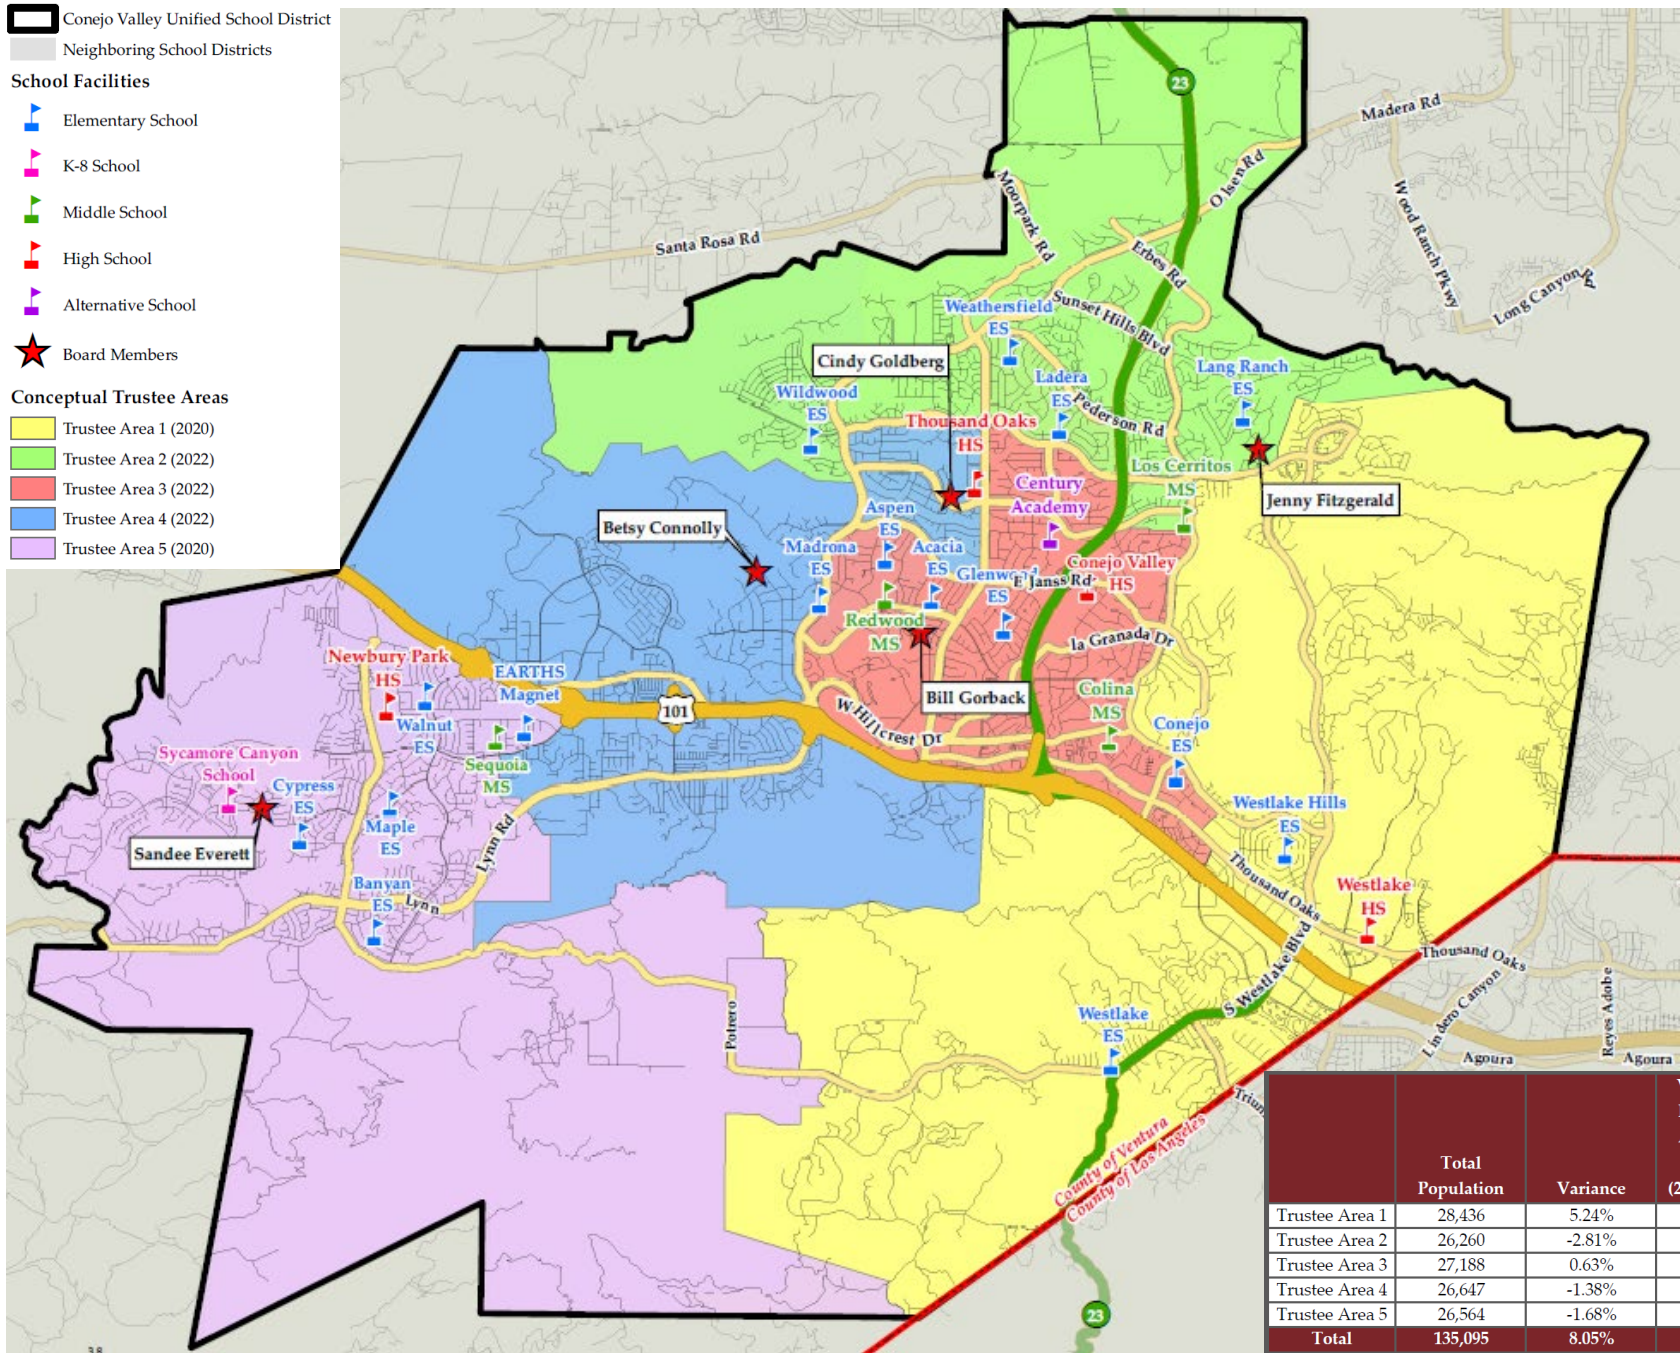 Conejo Valley Unified School District
Neighboring School Districts
School Facilities
Elementary School
K-8 School
Middle School
High School
Alternative School
Board Members
Conceptual Trustee Areas
Trustee Area 1 (2020)
Trustee Area 2 (2022)
Trustee Area 3 (2022)
Trustee Area 4 (2022)
Trustee Area 5 (2020)
23
Madera Rd
Olsen Rd
Moorpark Rd
Wood Ranch Pkwy
Santa Rosa Rd
Erbes Rd
Long Canyon Rd
Weathersfield
ES
Sunset Hills Blvd
Cindy Goldberg
Lang Ranch
ES
Ladera
ES
Wildwood
ES
Pederson Rd
Thousand Oaks
HS
Los Cerritos
MS
Century
Academy
Jenny Fitzgerald
Aspen
ES
Betsy Connolly
Madrona
ES
Acacia
ES
Glenwood
ES
E Janss Rd
Conejo Valley
HS
Redwood
MS
la Granada Dr
Newbury Park
HS
EARTHS
Magnet
Bill Gorback
Colina
MS
101
W Hillcrest Dr
Walnut
ES
Conejo
ES
Sycamore Canyon
School
Sequoia
MS
Cypress
ES
Westlake Hills
ES
Maple
ES
Sandee Everett
Lynn Rd
Thousand Oaks
Banyan
ES
Lynn
Westlake
HS
Thousand Oaks
S Westlake Blvd
Lindero Canyon
Reyes Adobe
Potrero
Westlake
ES
Agoura
Agoura
County of Ventura
County of Los Angeles
23
Total
Population Variance
Trustee Area 1 28,436 5.24%
Trustee Area 2 26,260 -2.81%
Trustee Area 3 27,188 0.63%
Trustee Area 4 26,647 -1.38%
Trustee Area 5 26,564 -1.68%
Total 135,095 8.05%